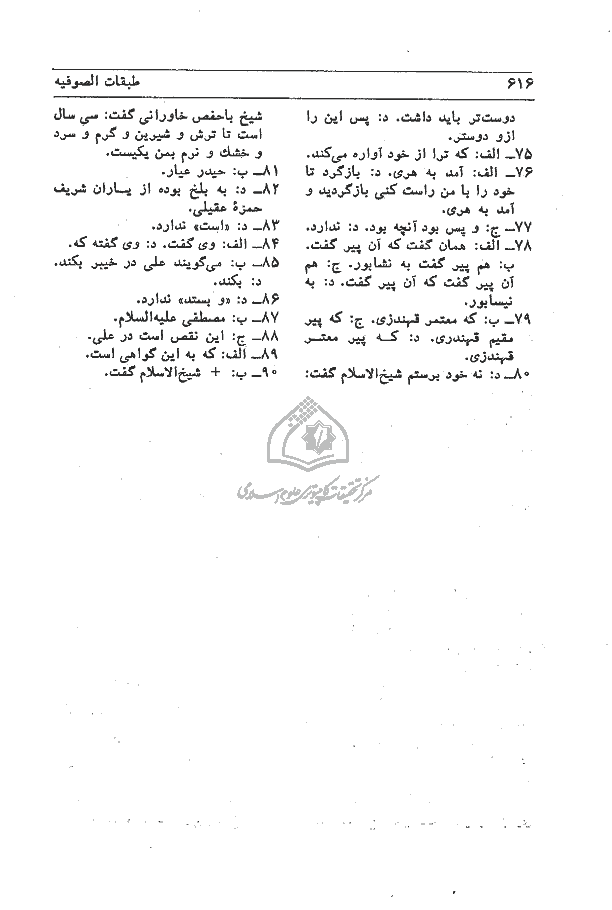 ۶۱۶
طبقات الصوفیه
دوست‌تر باید داشت. د: پس این را
ازو دوستر.
۷۵ـ الف: که ترا از خود آواره می‌کند.
۷۶ـ الف: آمد به هری. د: بازگرد تا
خود را با من راست کنی بازگردید و
آمد به هری.
۷۷ـ ج: و پس بود آنچه بود. د: ندارد.
۷۸ـ الف: همان گفت که آن پیر گفت.
ب: هم پیر گفت به نشابور. ج: هم
آن پیر گفت که آن پیر گفت. د: به
نیسابور.
۷۹ـ ب: که معتمر قهندزی. ج: که پیر
مقیم قهندری. د: که پیر معتمر
قهندزی.
۸۰ـ د: نه خود برستم شیخ‌الاسلام گفت:
شیخ باحفص خاورانی گفت: سی سال
است تا ترش و شیرین و گرم و سرد
و خشك و نرم بمن یکیست.
۸۱ـ ب: حیدر عیار.
۸۲ـ د: به بلخ بوده از یاران شریف
حمزهٔ عقیلی.
۸۳ـ د: «است» ندارد.
۸۴ـ الف: وی گفت. د: وی گفته که.
۸۵ـ ب: می‌گویند علی در خیبر بکند.
د: بکند.
۸۶ـ د: «و بستد» ندارد.
۸۷ـ ب: مصطفی علیه‌السلام.
۸۸ـ ج: این نقص است در علی.
۸۹ـ الف: که به این گواهی است.
۹۰ـ ب: + شیخ‌الاسلام گفت.
مرکز تحقیقات کامپیوتری علوم اسلامی